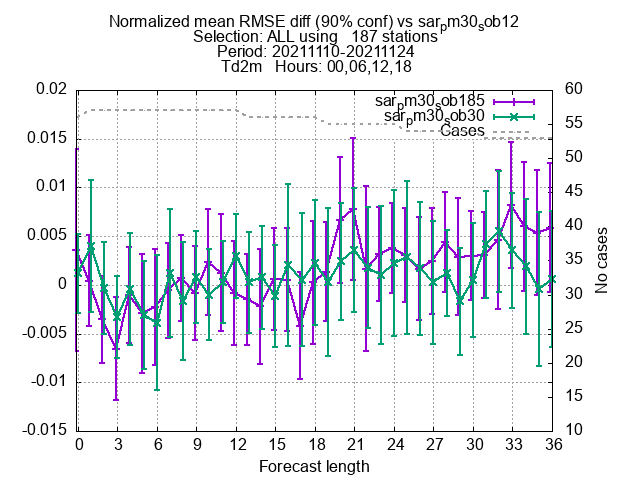 Normalized mean RMSE diff (90% conf) vs sarpm30sob12
Selection: ALL using 187 stations
Period: 20211110-20211124
Td2m Hours: 00,06,12,18
sarpm30sob185
sarpm30sob30
Cases
0.02
0.015
0.01
0.005
0
-0.005
-0.01
-0.015
60
55
50
45
40
35
30
25
20
15
10
No cases
0 3 6 9 12 15 18 21 24 27 30 33 36
Forecast length